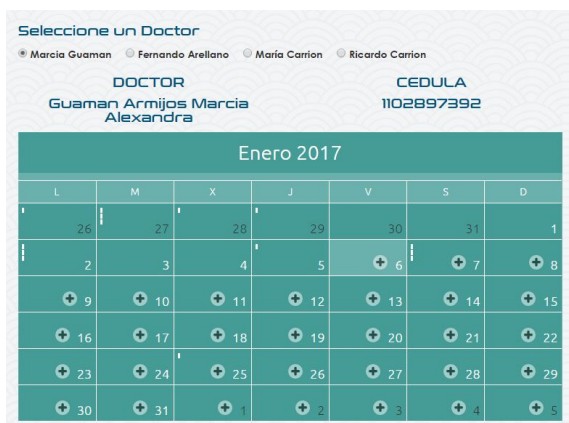 Seleccione un Doctor
Marcia Guaman Fernando Arellano María Carrion Ricardo Carrion
DOCTOR CEDULA
Guaman Armijos Marcia 1102897392
Alexandra
Enero 2017
L M X J V S D
26 27 28 29 30 31 1
2 3 4 5 6 7 8
9 10 11 12 13 14 15
16 17 18 19 20 21 22
23 24 25 26 27 28 29
30 31 1 2 3 4 5